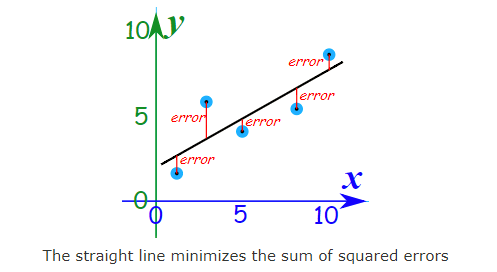 10 y
error
error
error
5
error
error
x
0
0 5 10
The straight line minimizes the sum of squared errors